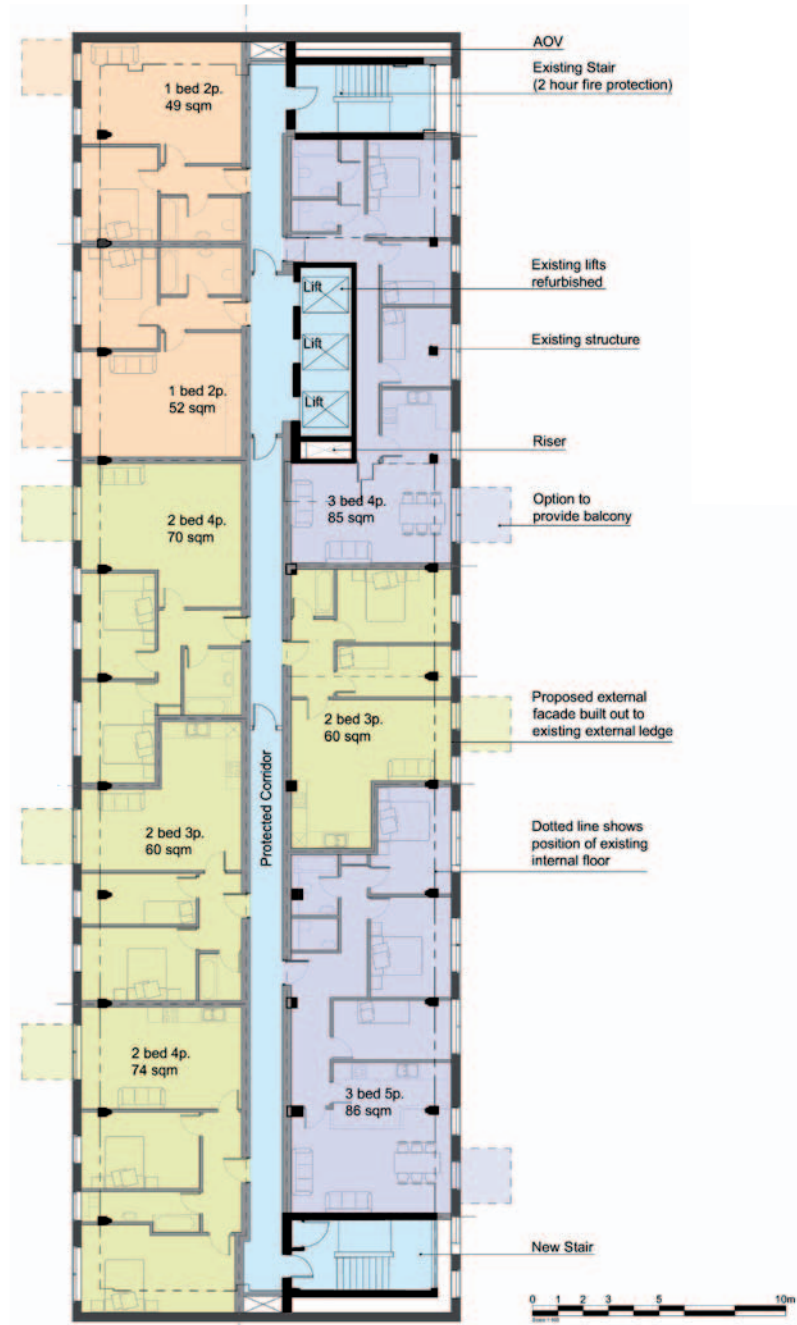 AOV
Existing Stair
(2 hour fire protection)
1 bed 2p.
49 sqm
Existing lifts
refurbished
Lift
Lift
Lift
Existing structure
1 bed 2p.
52 sqm
Riser
2 bed 4p.
70 sqm
3 bed 4p.
85 sqm
Option to
provide balcony
Proposed external
facade built out to
existing external ledge
2 bed 3p.
60 sqm
Protected Corridor
2 bed 3p.
60 sqm
Dotted line shows
position of existing
internal floor
2 bed 4p.
74 sqm
3 bed 5p.
86 sqm
New Stair
0 1 2 3 5 10m